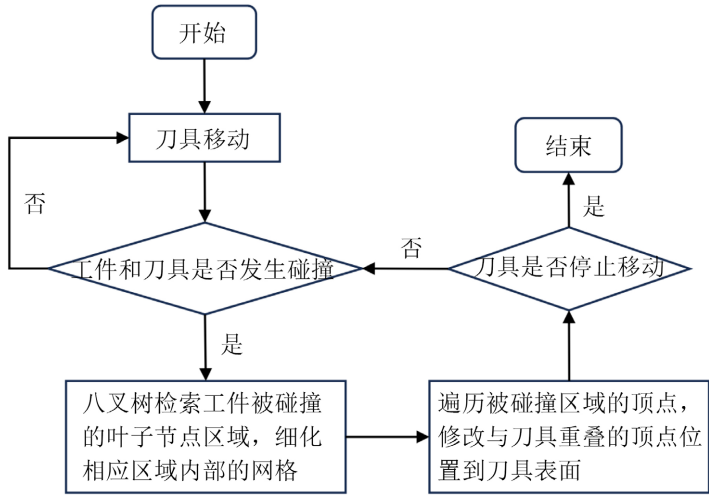 开始
刀具移动
结束
否
是
否
工件和刀具是否发生碰撞
刀具是否停止移动
是
八叉树检索工件被碰撞
的叶子节点区域，细化
相应区域内部的网格
遍历被碰撞区域的顶点，
修改与刀具重叠的顶点位
置到刀具表面